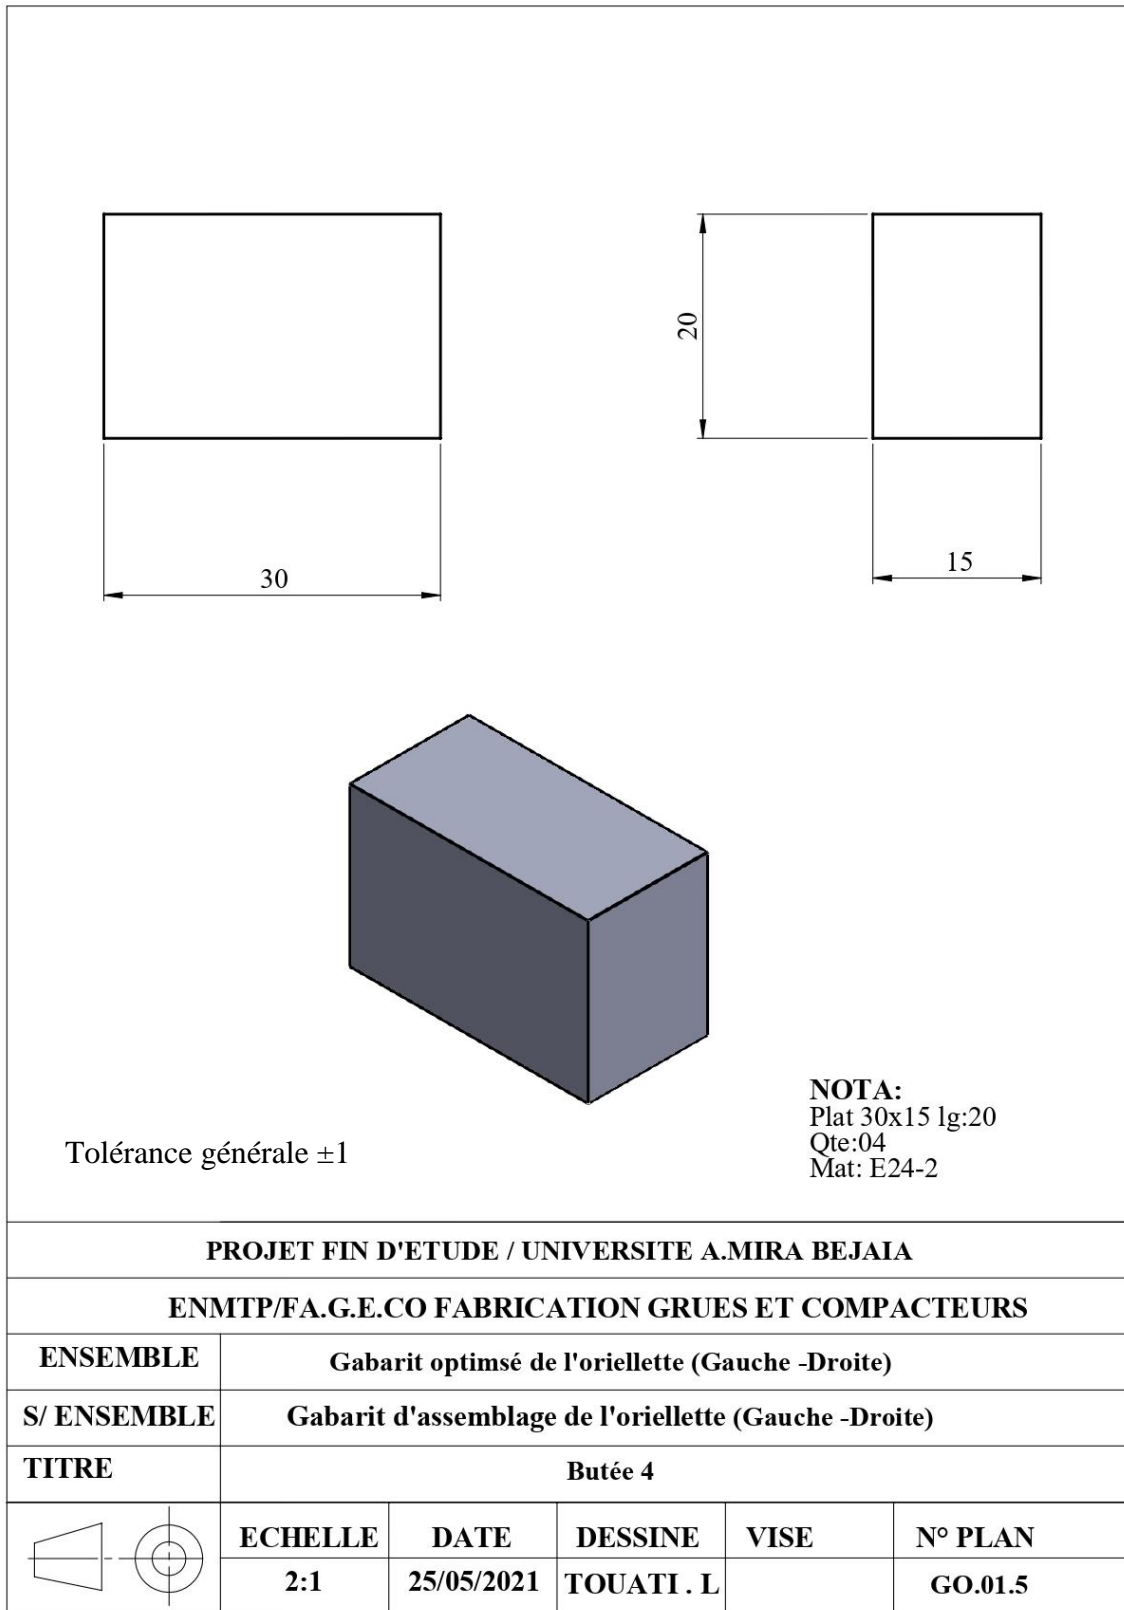 20
30
15
Tolérance générale ±1
NOTA:
Plat 30x15 lg:20
Qte:04
Mat: E24-2
PROJET FIN D'ETUDE / UNIVERSITE A.MIRA BEJAIA
ENMTP/FA.G.E.CO FABRICATION GRUES ET COMPACTEURS
ENSEMBLE Gabarit optimsé de l'oriellette (Gauche -Droite)
S/ ENSEMBLE Gabarit d'assemblage de l'oriellette (Gauche -Droite)
TITRE Butée 4
ECHELLE DATE DESSINE VISE N° PLAN
2:1 25/05/2021 TOUATI . L GO.01.5